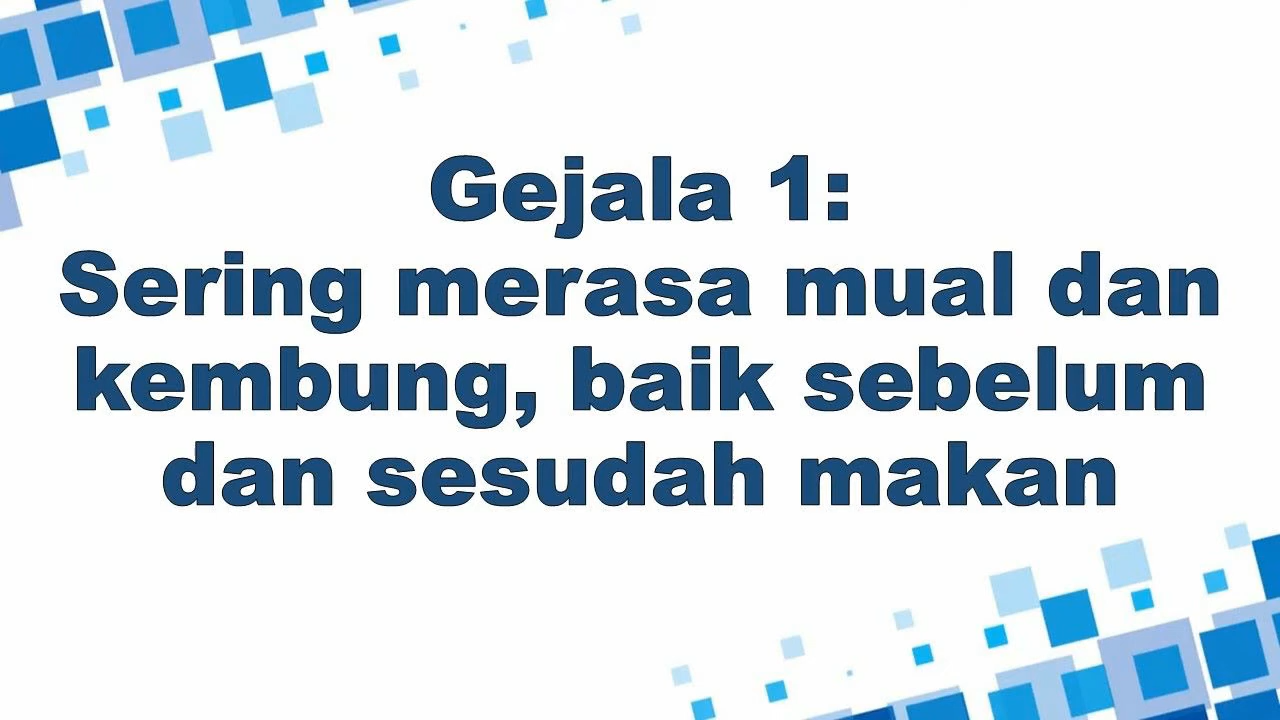 Gejala 1:
Sering merasa mual dan
kembung, baik sebelum
dan sesudah makan